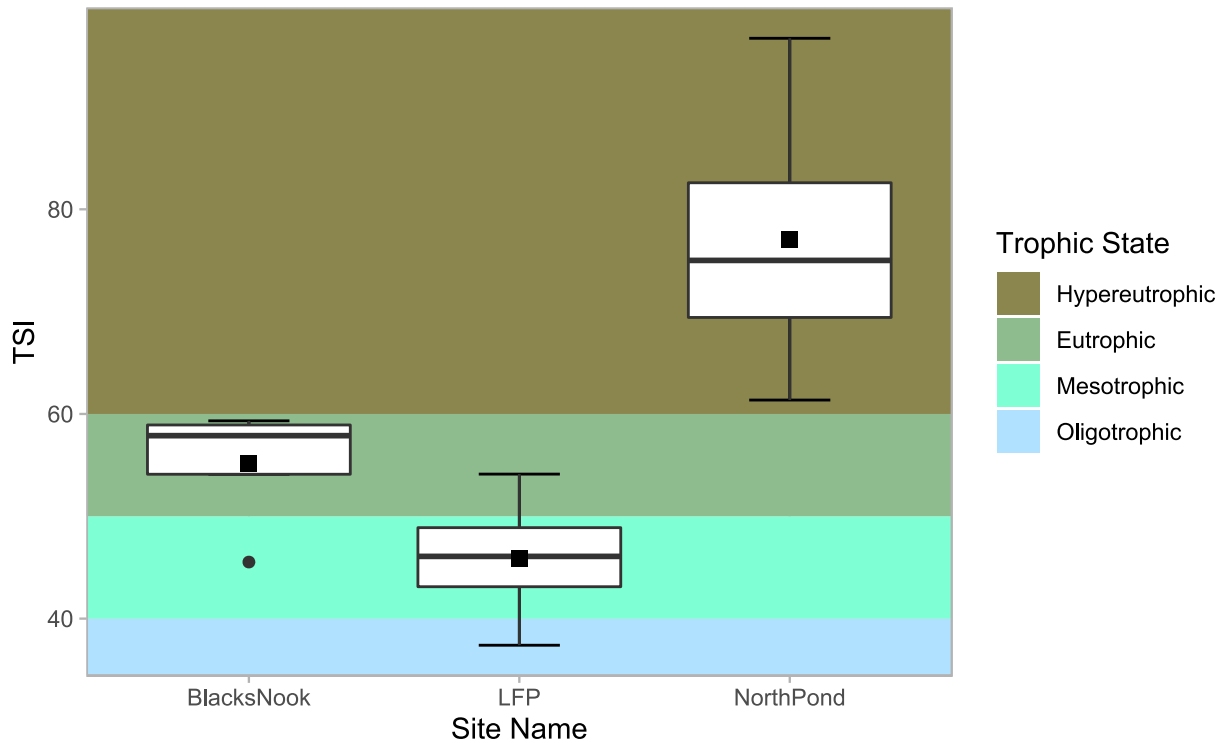 TSI
80
60
40
BlacksNook
LFP
NorthPond
Site Name
Trophic State
Hypereutrophic
Eutrophic
Mesotrophic
Oligotrophic